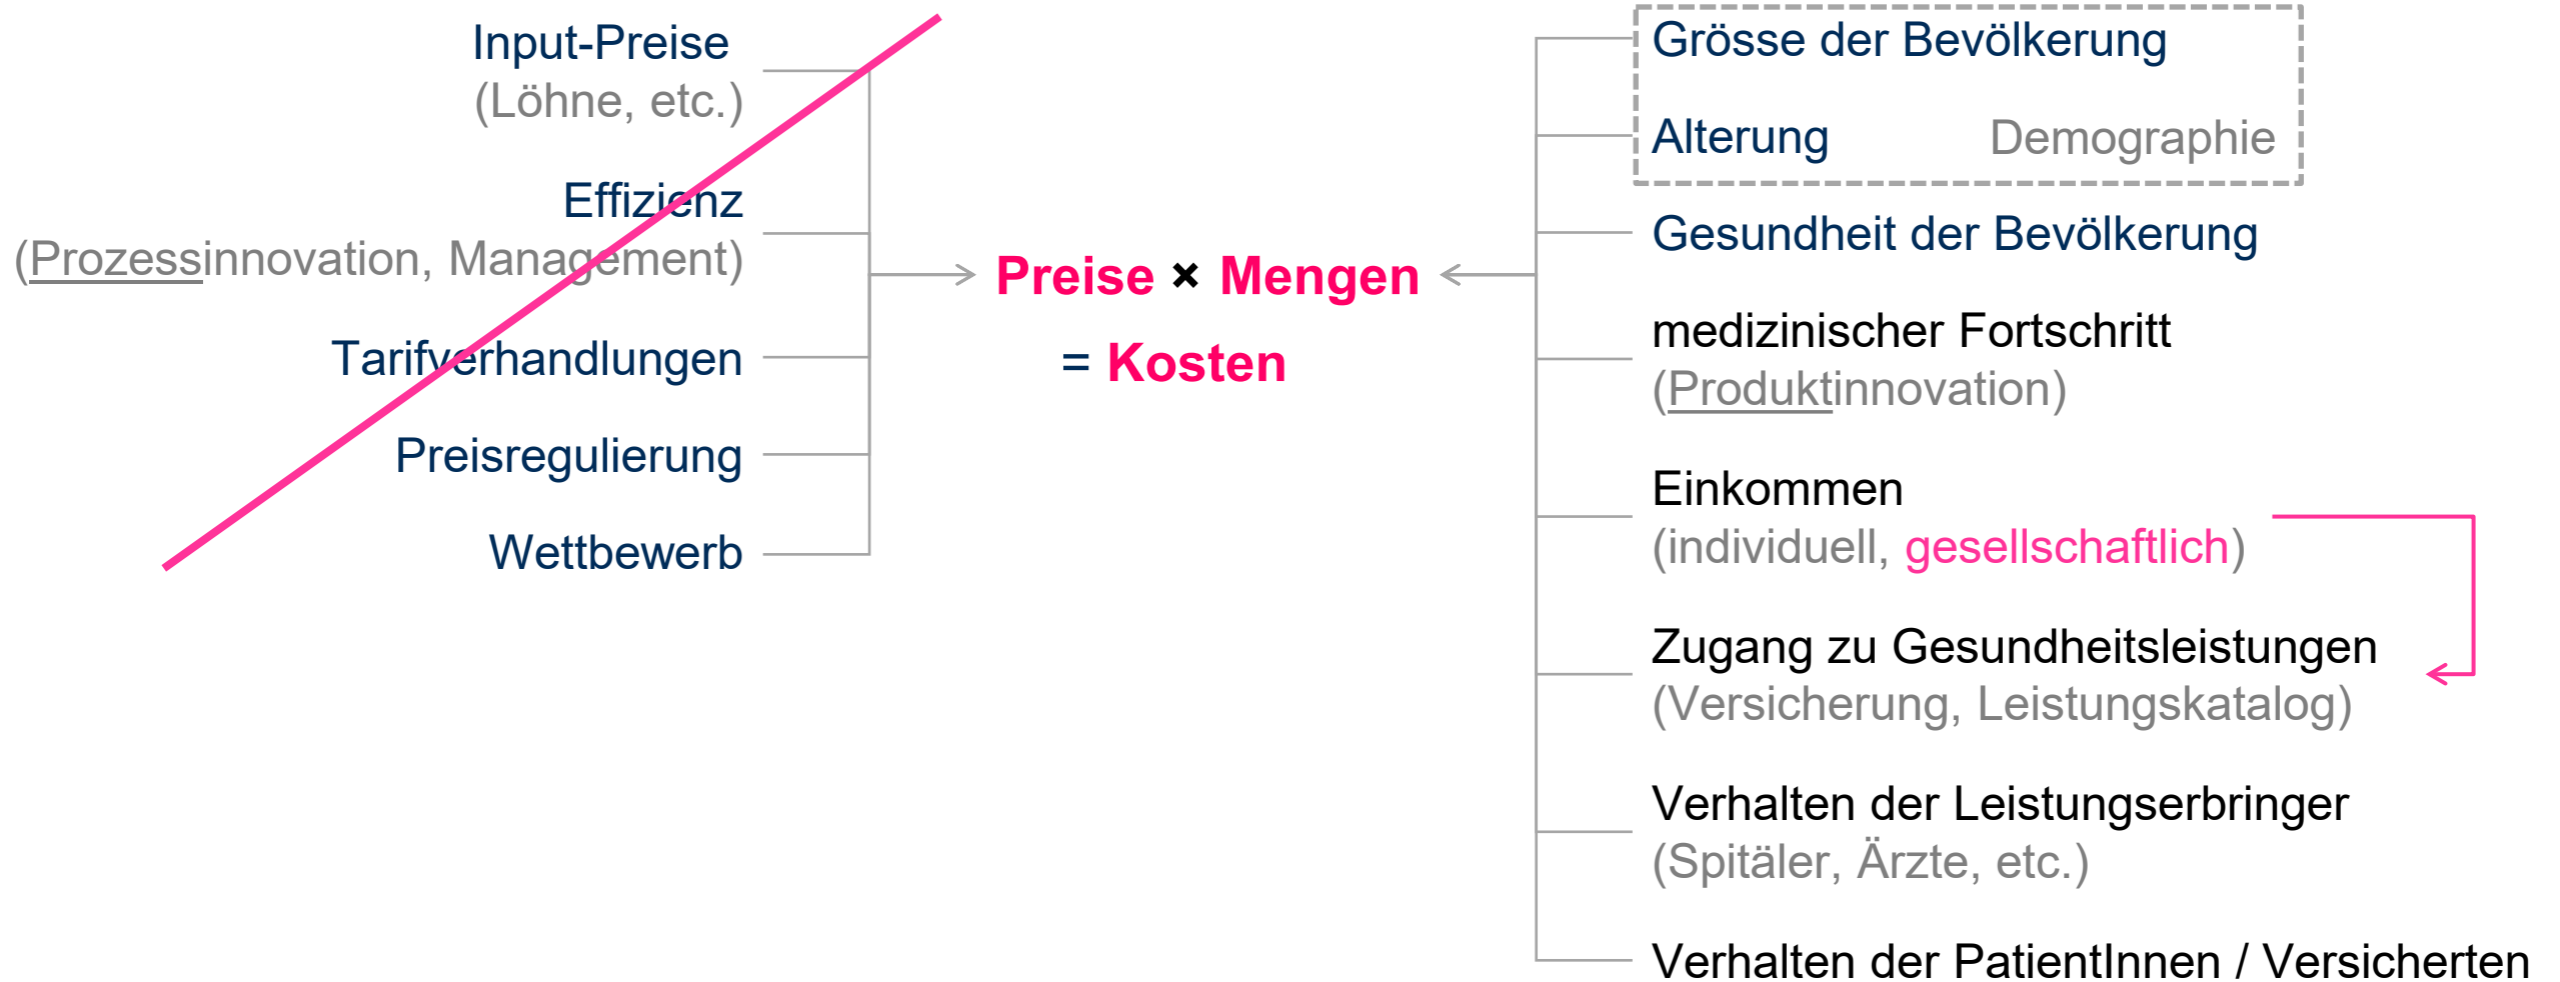 Input-Preise
(Löhne, etc.)
Effizienz
(Prozessinnovation, Management)
Tarifverhandlungen
Preisregulierung
Wettbewerb
Preise × Mengen
= Kosten
Grösse der Bevölkerung
Alterung Demographie
Gesundheit der Bevölkerung
medizinischer Fortschritt
(Produktinnovation)
Einkommen
(individuell, gesellschaftlich)
Zugang zu Gesundheitsleistungen
(Versicherung, Leistungskatalog)
Verhalten der Leistungserbringer
(Spitäler, Ärzte, etc.)
Verhalten der PatientInnen / Versicherten